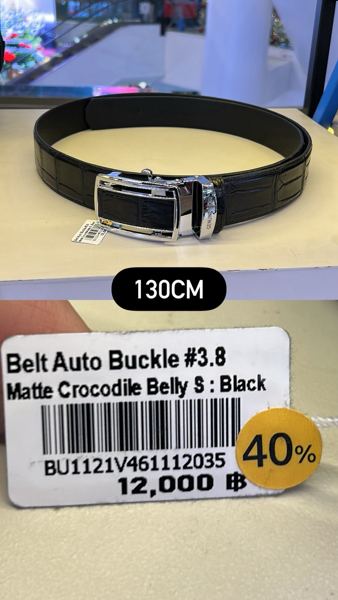 130CM
Belt Auto Buckle #3.8
Matte Crocodile Belly S : Black
BU1121V461112035
12,000 ฿
40%